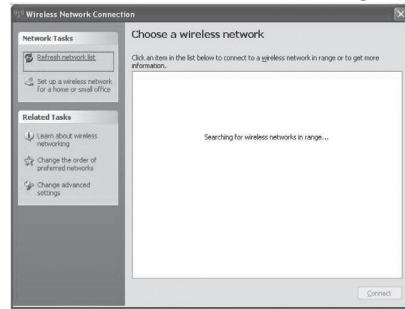 Wireless Network Connection
Network Tasks
Refresh network list
Set up a wireless network
for a home or small office
Related Tasks
Learn about wireless
networking
Change the order of
preferred networks
Change advanced
settings
Choose a wireless network
Click an item in the list below to connect to a wireless network in range or to get more
information.
Searching for wireless networks in range...
Connect